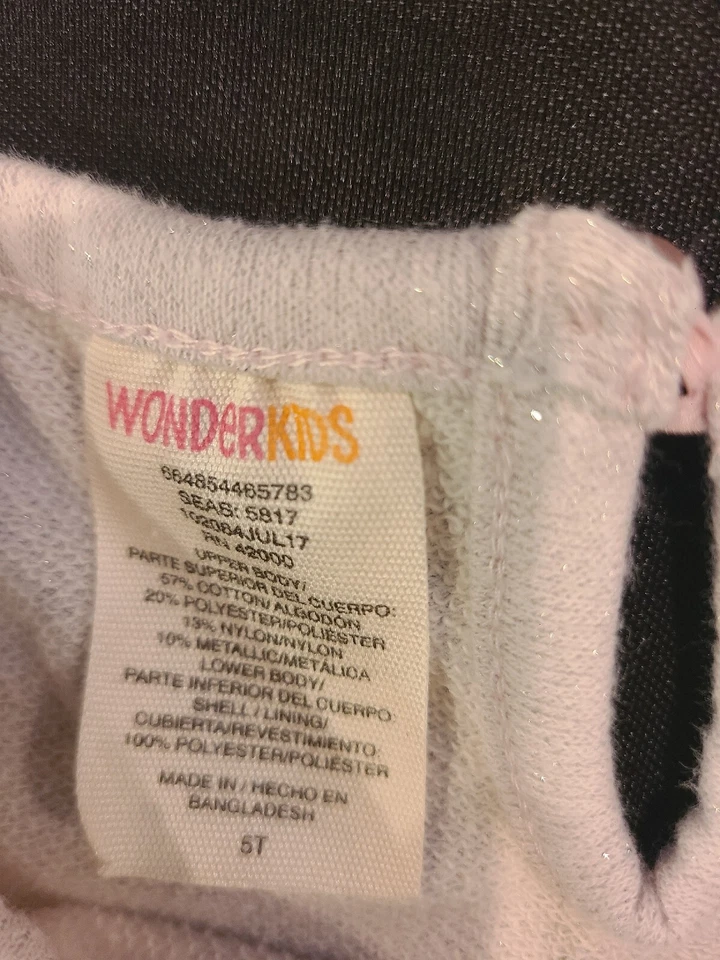 WONDERKIDS
664854465783
SEAS: 5817
102084JUL17
RN 42000
UPPER BODY/
PARTE SUPERIOR DEL CUERPO:
57% COTTON/ ALGODÓN
20% POLYESTER/POLIÉSTER
13% NYLON/NYLON
10% METALLIC/METÁLICA
LOWER BODY/
PARTE INFERIOR DEL CUERPO:
SHELL / LINING/
CUBIERTA/REVESTIMIENTO:
100% POLYESTER/POLIÉSTER
MADE IN / HECHO EN
BANGLADESH
5T